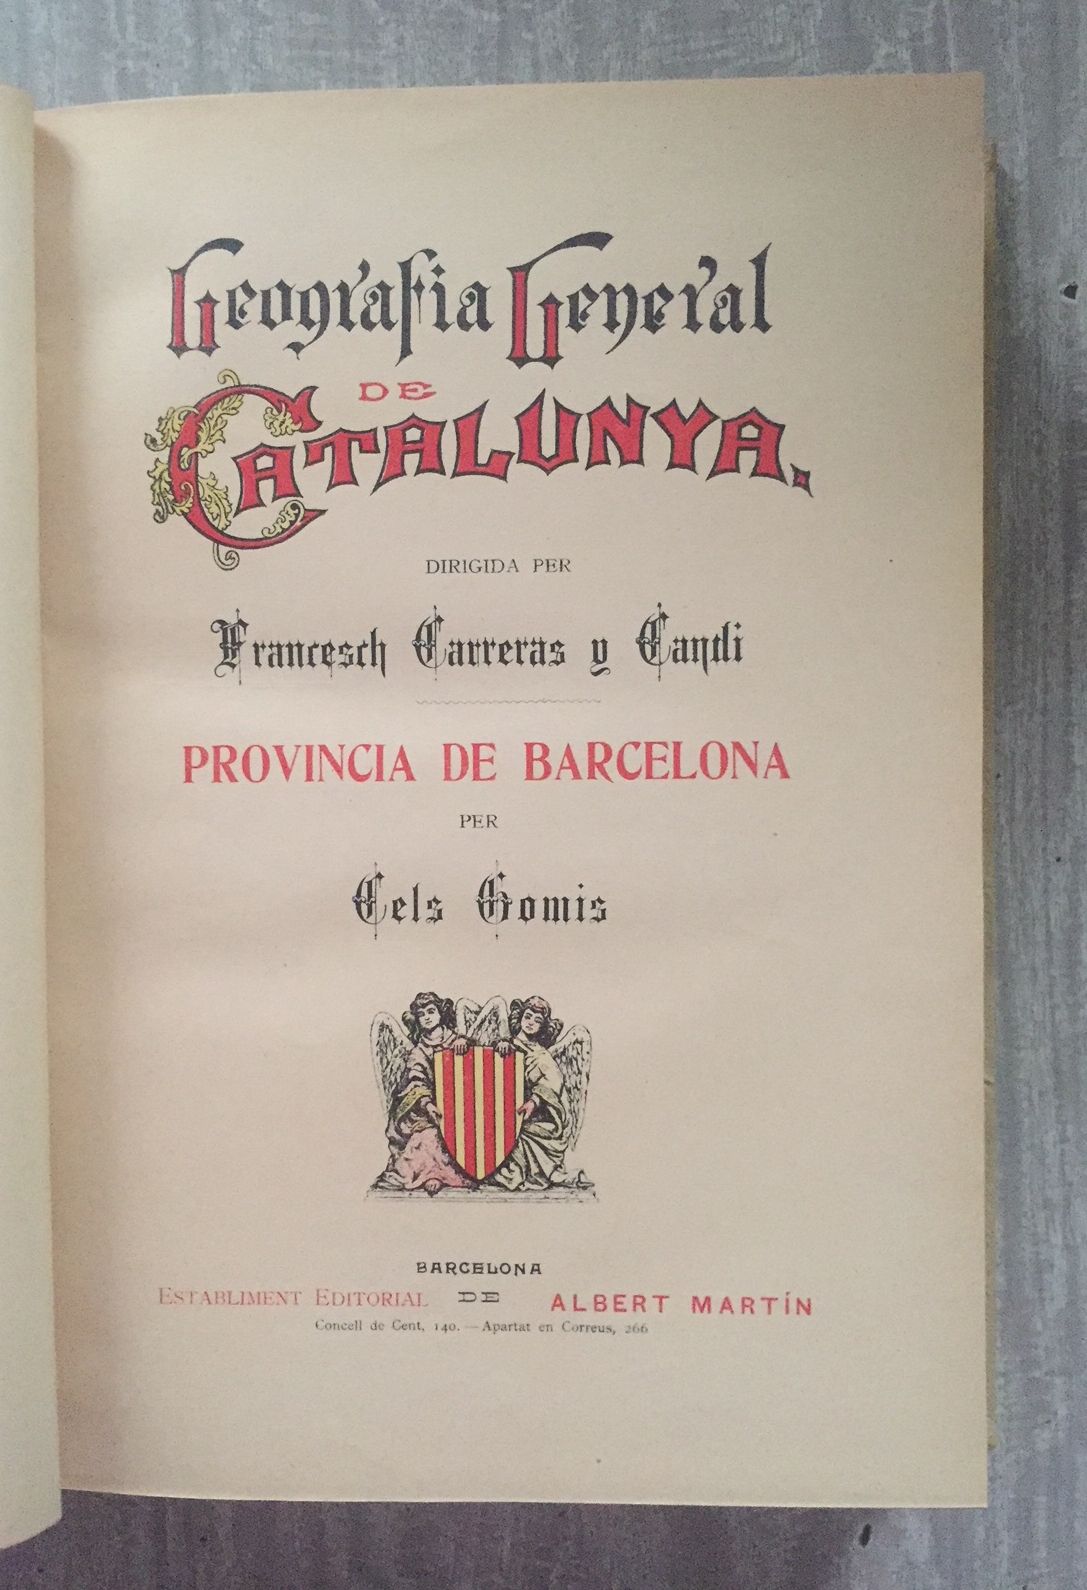 Geografia General
DE
CATALUNYA.
DIRIGIDA PER
Francesch Carreras y Candi
PROVINCIA DE BARCELONA
PER
Cels Gomis
BARCELONA
ESTABLIMENT EDITORIAL DE ALBERT MARTÍN
Concell de Cent, 140. — Apartat en Correus, 266